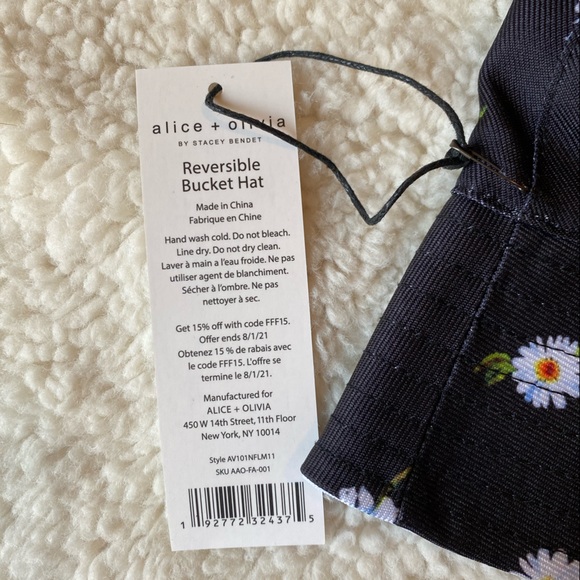 alice + olivia
BY STACEY BENDET
Reversible
Bucket Hat
Made in China
Fabrique en Chine
Hand wash cold. Do not bleach.
Line dry. Do not dry clean.
Laver à main a l'eau froide. Ne pas
utiliser agent de blanchiment.
Sécher à l'ombre. Ne pas
nettoyer à sec.
Get 15% off with code FFF15.
Offer ends 8/1/21
Obtenez 15 % de rabais avec
le code FFF15. L'offre se
termine le 8/1/21.
Manufactured for
ALICE + OLIVIA
450 W 14th Street, 11th Floor
New York, NY 10014
Style AV101NFLM11
SKU AAO-FA-001
1 92772 32437 5